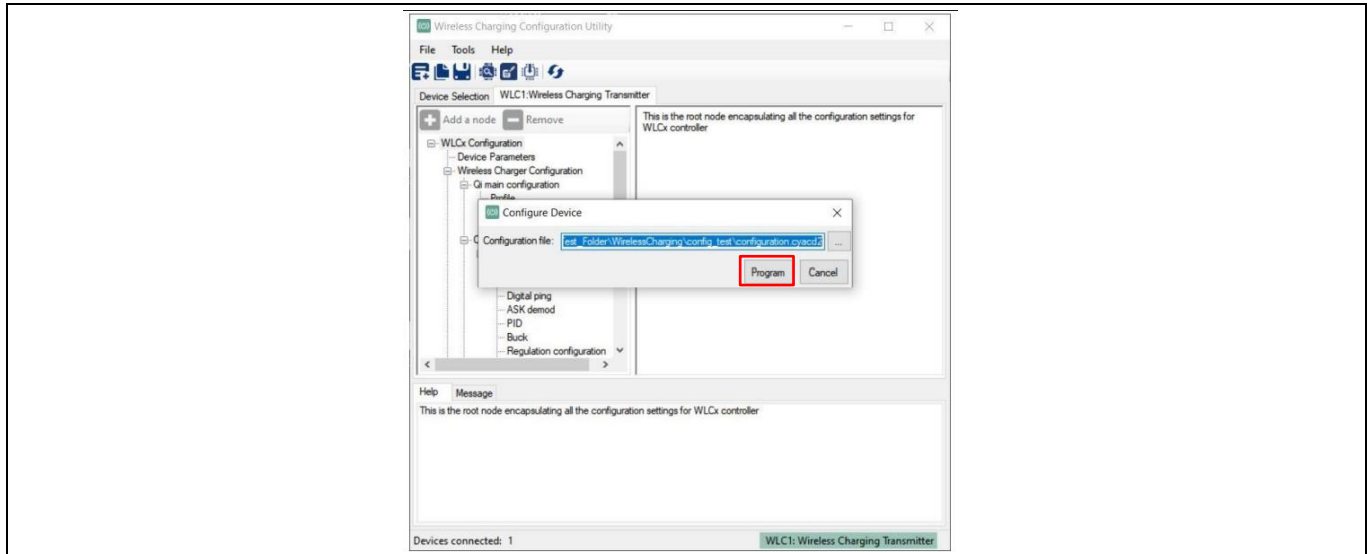 Wireless Charging Configuration Utility
File Tools Help
Device Selection WLC1:Wireless Charging Transmitter
Add a node Remove
This is the root node encapsulating all the configuration settings for
WLCx controller
WLCx Configuration
Device Parameters
Wireless Charger Configuration
Qi main configuration
Profile
Configure Device
Configuration file: est_Folder\WirelessCharging\config_test\configuration.cyacd2 ...
Program Cancel
Digital ping
ASK demod
PID
Buck
Regulation configuration
Help Message
This is the root node encapsulating all the configuration settings for WLCx controller
Devices connected: 1 WLC1: Wireless Charging Transmitter